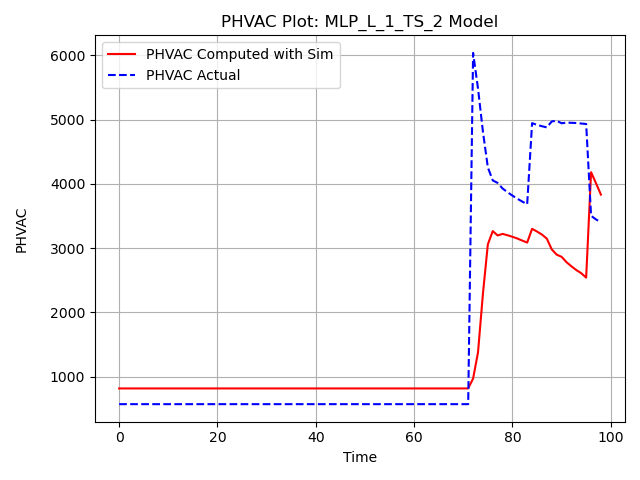 PHVAC Plot: MLP_L_1_TS_2 Model
PHVAC Computed with Sim
PHVAC Actual
6000
5000
4000
3000
2000
1000
PHVAC
0 20 40 60 80 100
Time